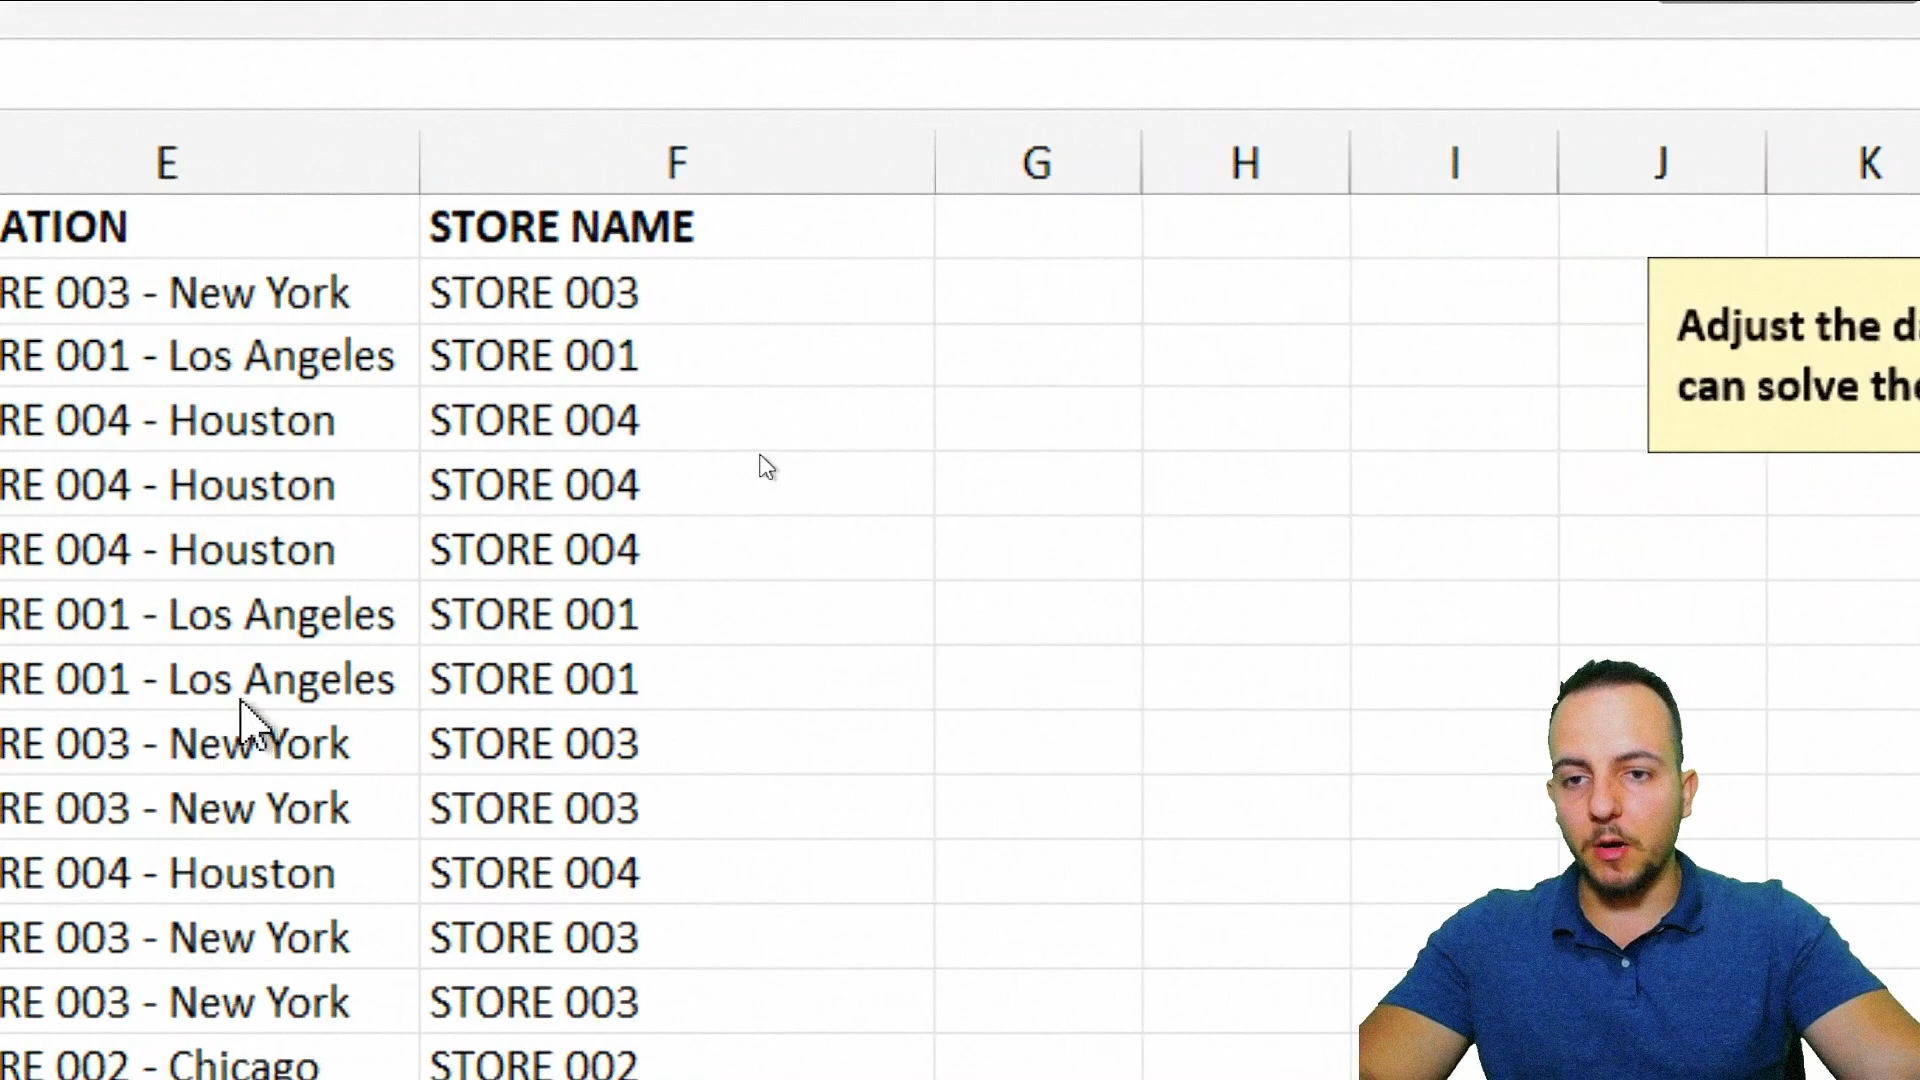 E F G H I J K
ATION STORE NAME
RE 003 - New York STORE 003
RE 001 - Los Angeles STORE 001
RE 004 - Houston STORE 004
RE 004 - Houston STORE 004
RE 004 - Houston STORE 004
RE 001 - Los Angeles STORE 001
RE 001 - Los Angeles STORE 001
RE 003 - New York STORE 003
RE 003 - New York STORE 003
RE 004 - Houston STORE 004
RE 003 - New York STORE 003
RE 003 - New York STORE 003
RE 002 - Chicago STORE 002
Adjust the d
can solve the